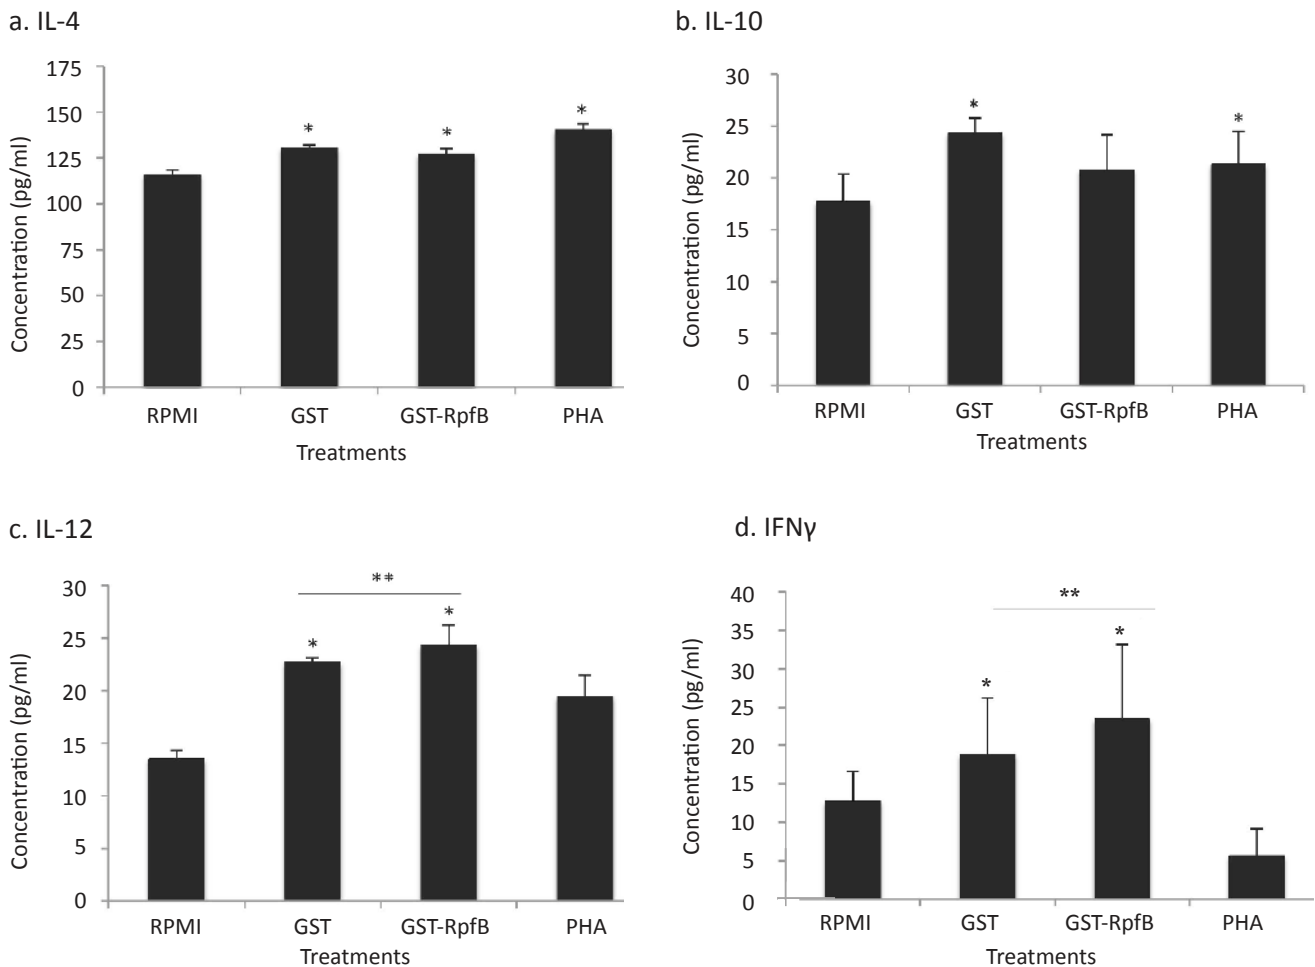 a. IL-4
Concentration (pg/ml)
175
150
125
100
75
50
25
0
*
*
*
RPMI GST GST-RpfB PHA
Treatments
b. IL-10
Concentration (pg/ml)
30
25
20
15
10
5
0
*
*
RPMI GST GST-RpfB PHA
Treatments
c. IL-12
Concentration (pg/ml)
30
25
20
15
10
5
0
**
*
*
RPMI GST GST-RpfB PHA
Treatments
d. IFNγ
Concentration (pg/ml)
40
35
30
25
20
15
10
5
0
**
*
*
RPMI GST GST-RpfB PHA
Treatments